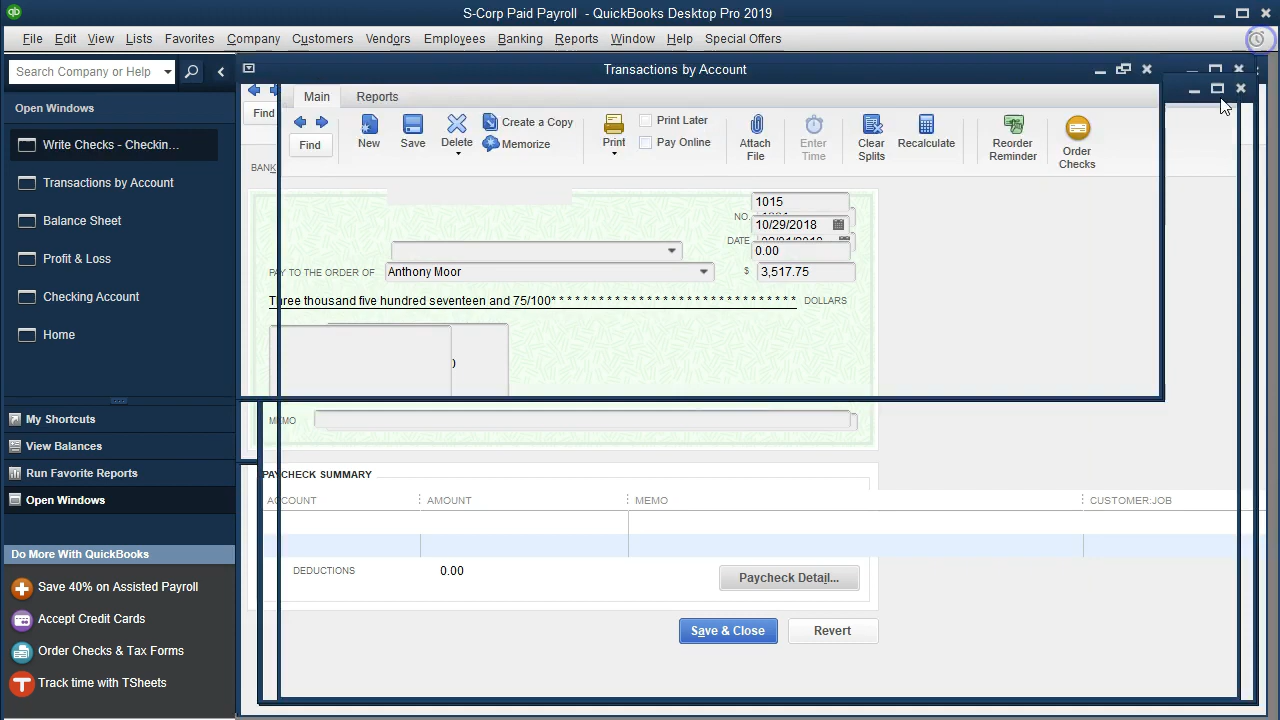 S-Corp Paid Payroll - QuickBooks Desktop Pro 2019
File Edit View Lists Favorites Company Customers Vendors Employees Banking Reports Window Help Special Offers
Search Company or Help
Transactions by Account
Open Windows
Write Checks - Checkin...
Transactions by Account
Balance Sheet
Profit & Loss
Checking Account
Home
My Shortcuts
View Balances
Run Favorite Reports
Open Windows
Do More With QuickBooks
Save 40% on Assisted Payroll
Accept Credit Cards
Order Checks & Tax Forms
Track time with TSheets
Main Reports
Find
Find
New
Save
Delete
Create a Copy
Memorize
Print
Print Later
Pay Online
Attach
File
Enter
Time
Clear
Splits
Recalculate
Reorder
Reminder
Order
Checks
BANK
NO.
1015
DATE
10/29/2018
0.00
PAY TO THE ORDER OF Anthony Moor $ 3,517.75
Three thousand five hundred seventeen and 75/100* * * * * * * * * * * * * * * * * * * * * * * * * * * * * DOLLARS
)
MEMO
PAYCHECK SUMMARY
ACCOUNT AMOUNT MEMO CUSTOMER:JOB
DEDUCTIONS 0.00 Paycheck Detail...
Save & Close Revert